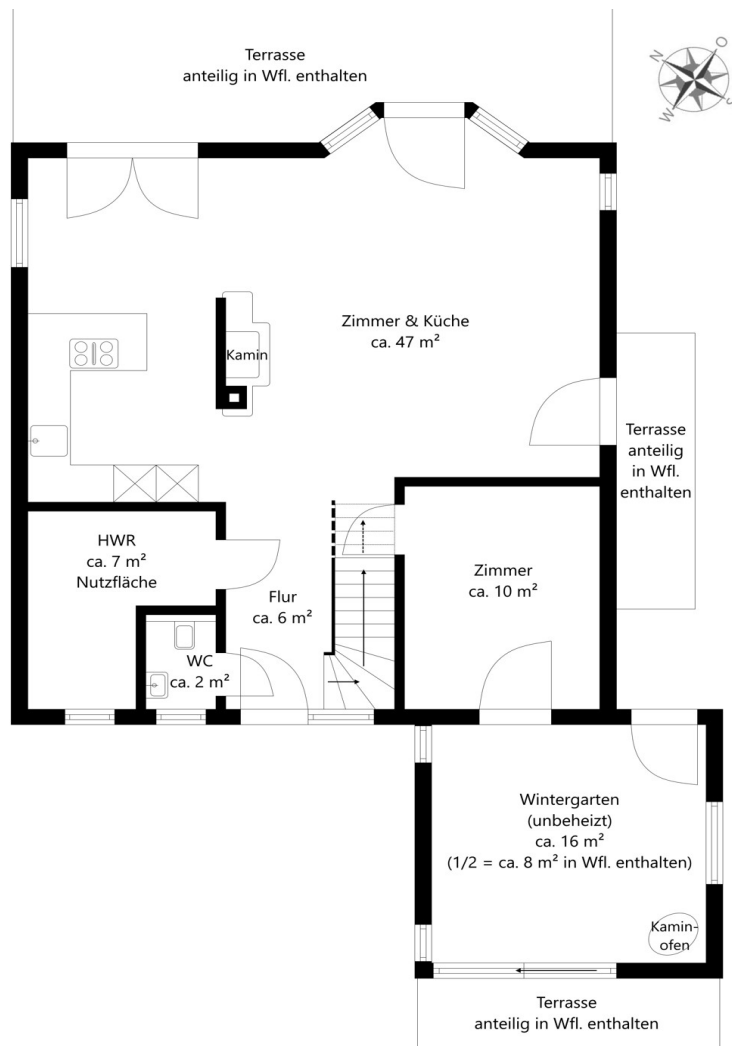 Terrasse
anteilig in Wfl. enthalten
N
O
W
S
Zimmer & Küche
ca. 47 m²
Kamin
Terrasse
anteilig
in Wfl.
enthalten
HWR
ca. 7 m²
Nutzfläche
Flur
ca. 6 m²
Zimmer
ca. 10 m²
WC
ca. 2 m²
Wintergarten
(unbeheizt)
ca. 16 m²
(1/2 = ca. 8 m² in Wfl. enthalten)
Kamin-
ofen
Terrasse
anteilig in Wfl. enthalten